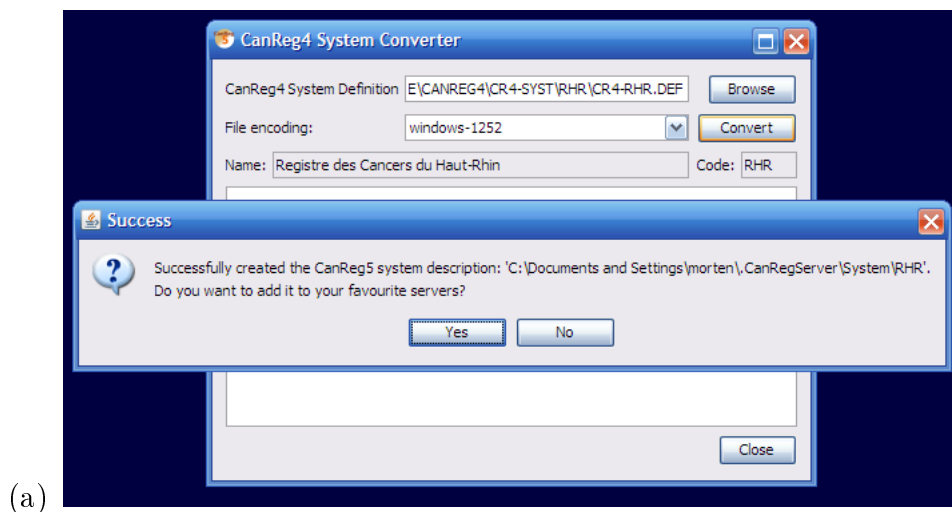 CanReg4 System Converter
CanReg4 System Definition E\CANREG4\CR4-SYST\RHR\CR4-RHR.DEF Browse
File encoding: windows-1252 Convert
Name: Registre des Cancers du Haut-Rhin Code: RHR
Success
Successfully created the CanReg5 system description: 'C:\Documents and Settings\morten\.CanRegServer\System\RHR'.
Do you want to add it to your favourite servers?
Yes No
Close
(a)